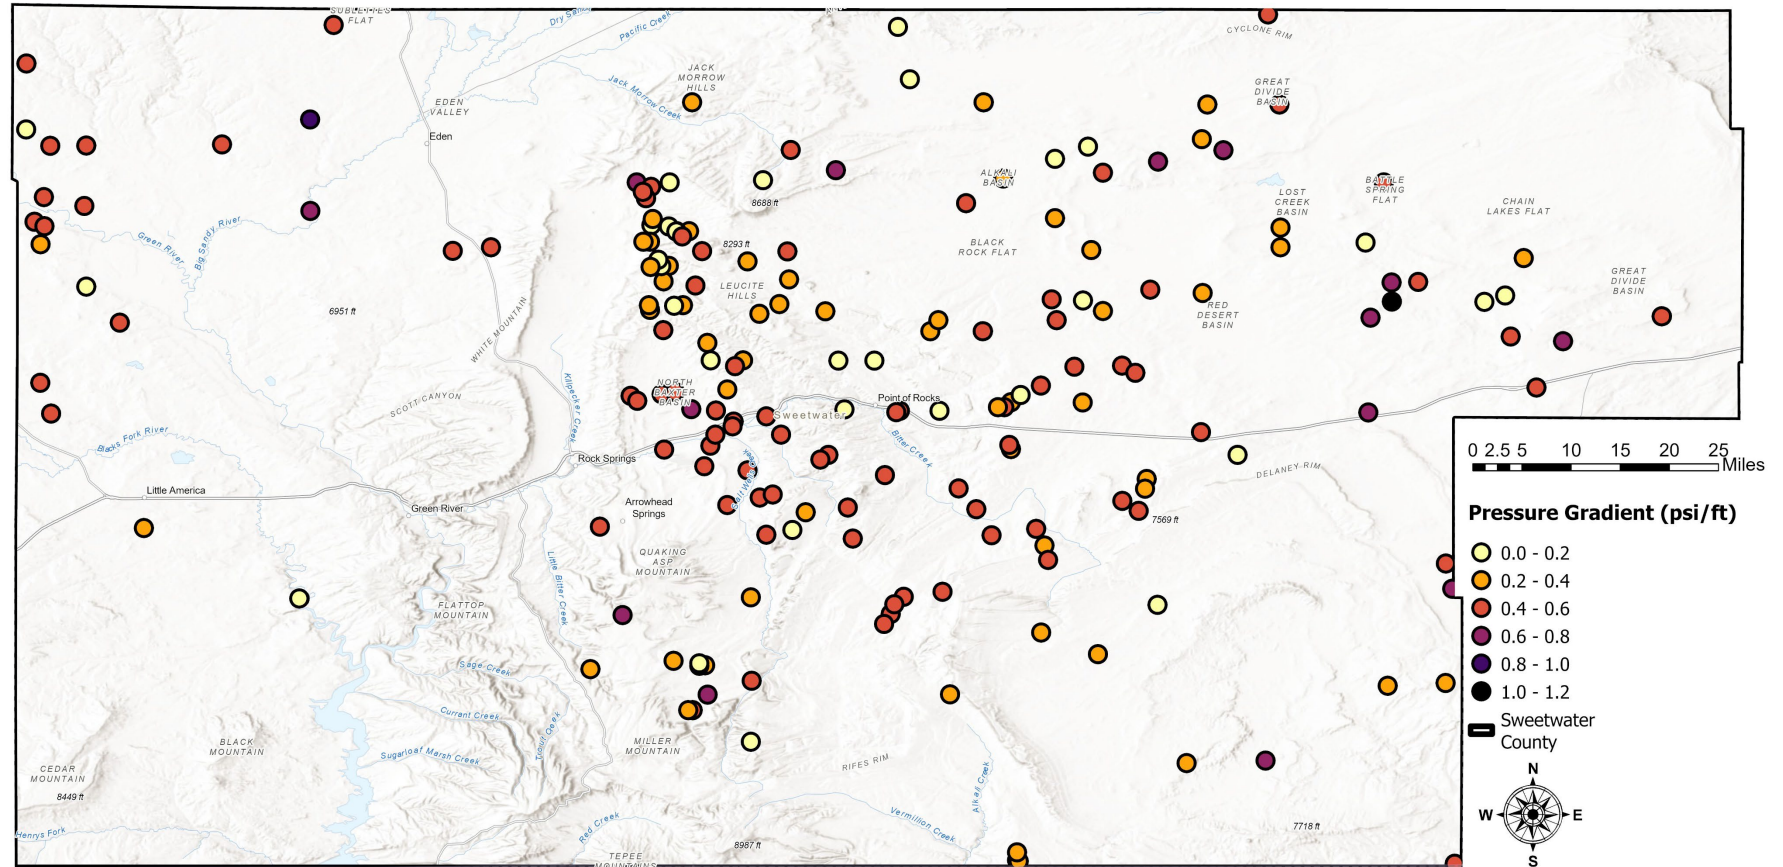 SUBLETTES
FLAT
Dry Sandy
Pacific Creek
CYCLONE RIM
JACK
MORROW
HILLS
Jack Morrow Creek
EDEN
VALLEY
Eden
GREAT
DIVIDE
BASIN
ALKALI
BASIN
BATTLE
SPRING
FLAT
LOST
CREEK
BASIN
CHAIN
LAKES FLAT
8688 ft
Green River
Big Sandy River
8293 ft
BLACK
ROCK FLAT
LEUCITE
HILLS
GREAT
DIVIDE
BASIN
RED
DESERT
BASIN
6951 ft
WHITE MOUNTAIN
Killpecker Creek
NORTH
BAXTER
BASIN
SCOTT CANYON
Sweetwater
Point of Rocks
Blacks Fork River
Bitter Creek
Rock Springs
Salt Wells Creek
DELANEY RIM
Little America
Green River
Arrowhead
Springs
7569 ft
QUAKING
ASP
MOUNTAIN
Little Bitter Creek
FLATTOP
MOUNTAIN
Sage Creek
Currant Creek
Trout Creek
Sugarloaf Marsh Creek
BLACK
MOUNTAIN
MILLER
MOUNTAIN
RIFES RIM
CEDAR
MOUNTAIN
8449 ft
Alkali Creek
Vermillion Creek
Red Creek
Henrys Fork
8987 ft
7718 ft
TEPEE
MOUNTAINS
0 2.5 5 10 15 20 25
Miles
Pressure Gradient (psi/ft)
0.0 - 0.2
0.2 - 0.4
0.4 - 0.6
0.6 - 0.8
0.8 - 1.0
1.0 - 1.2
Sweetwater
County
N
W E
S